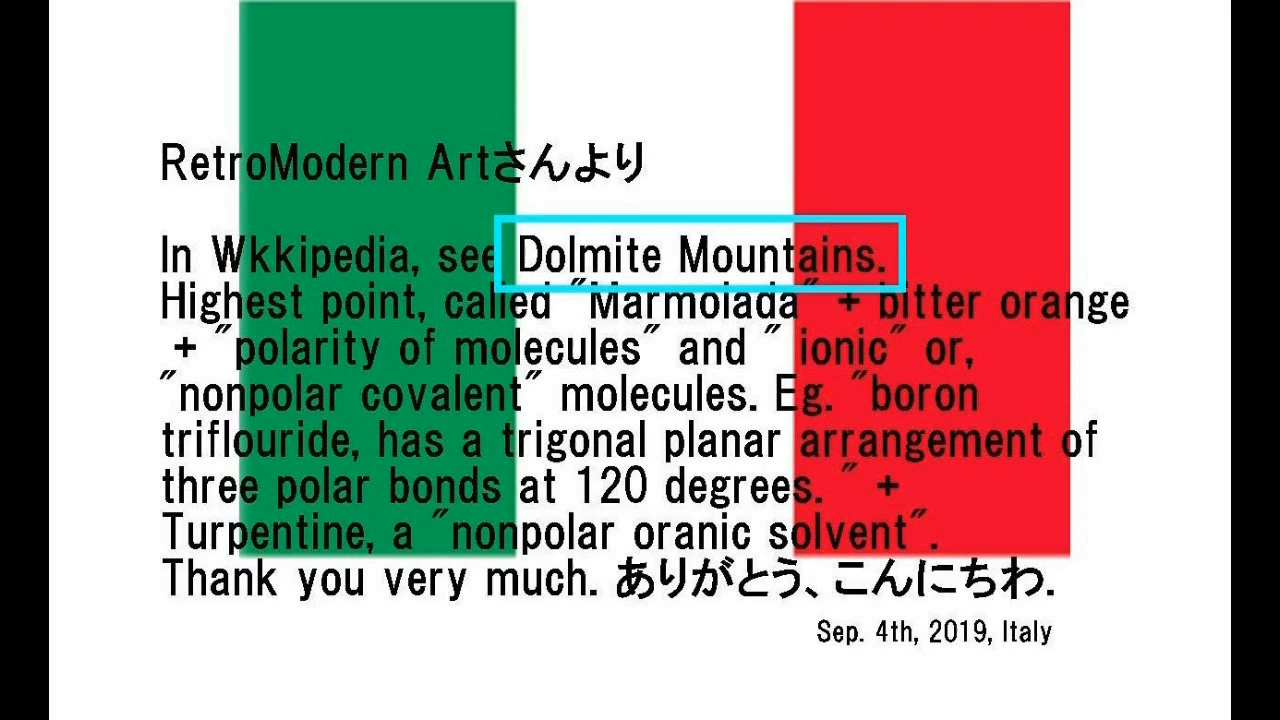 RetroModern Artさんより
In Wkkipedia, see Dolmite Mountains.
Highest point, called "Marmolada" + bitter orange
+ "polarity of molecules" and " ionic" or,
"nonpolar covalent" molecules. Eg. "boron
triflouride, has a trigonal planar arrangement of
three polar bonds at 120 degrees. " +
Turpentine, a "nonpolar oranic solvent".
Thank you very much. ありがとう、こんにちわ.
Sep. 4th, 2019, Italy